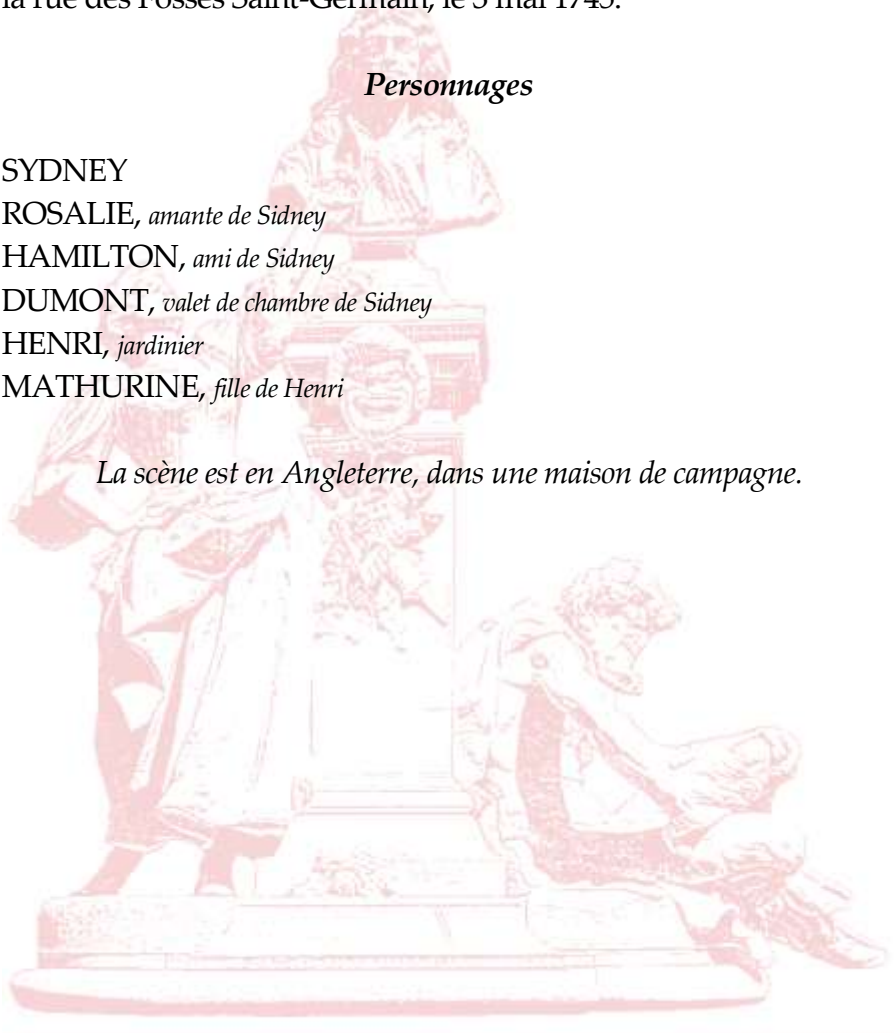 la rue des Fossés Saint-Germain, le 3 mai 1745.
Personnages
SYDNEY
ROSALIE, amante de Sidney
HAMILTON, ami de Sidney
DUMONT, valet de chambre de Sidney
HENRI, jardinier
MATHURINE, fille de Henri
La scène est en Angleterre, dans une maison de campagne.